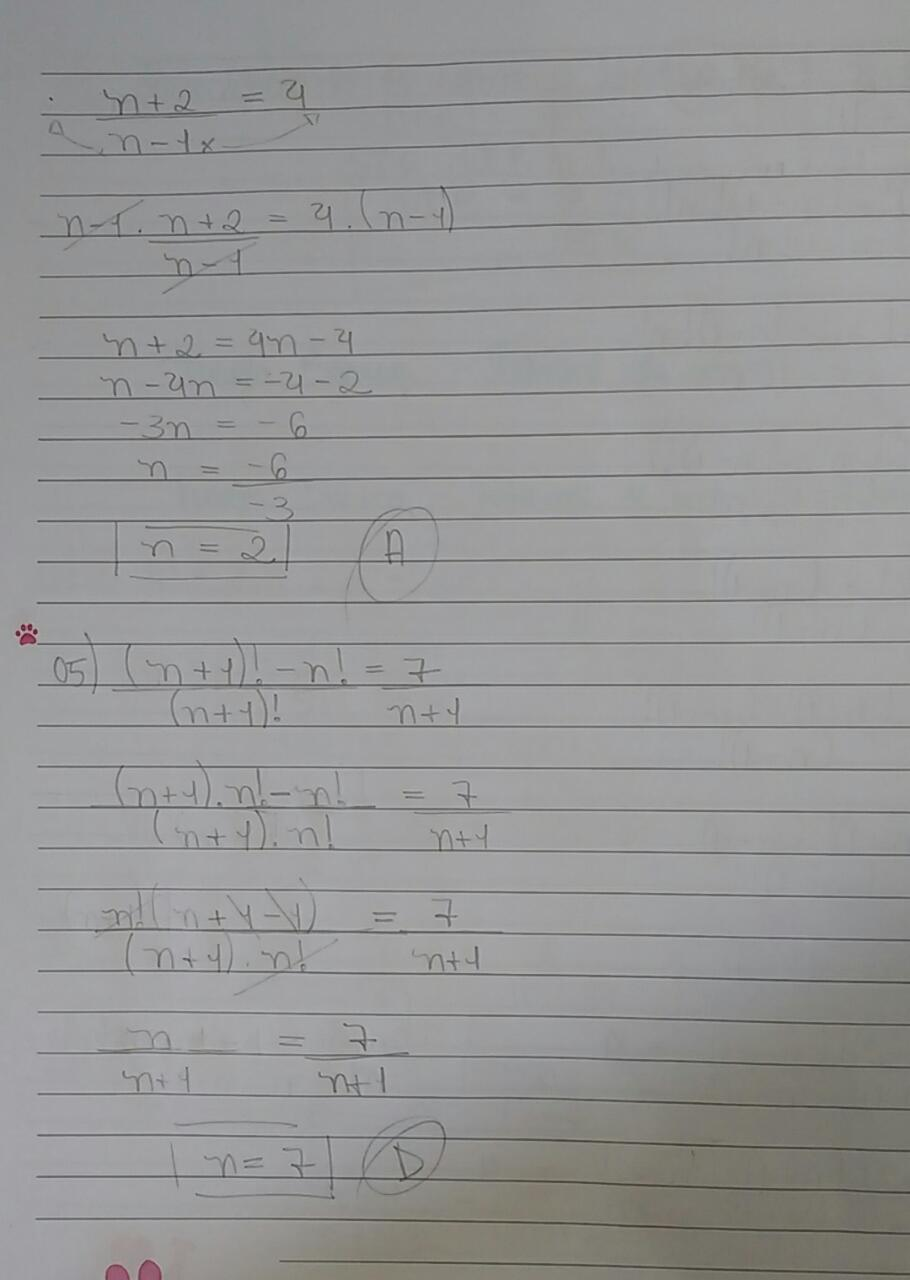 n+2 = 4
n-1
n-1 . n+2 = 4 . (n-1)
n-1
n + 2 = 4n - 4
n - 4n = -4 - 2
-3n = -6
n = -6
-3
n = 2 A
05) (n+1)! - n! = 7
(n+1)! n+1
(n+1) . n! - n! = 7
(n+1) . n! n+1
n! (n+1-1) = 7
(n+1) . n! n+1
n = 7
n+1 n+1
n = 7 D